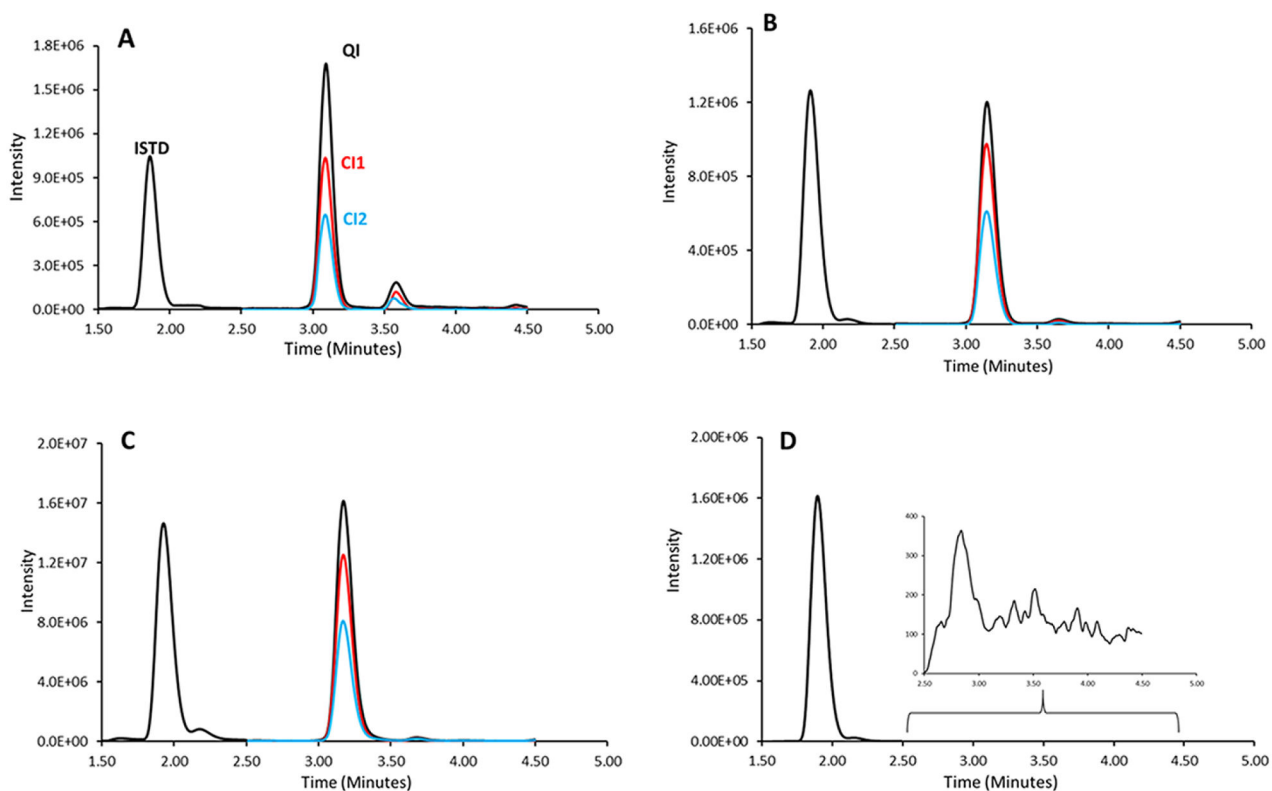 A
1.8E+06
1.5E+06
1.2E+06
9.0E+05
6.0E+05
3.0E+05
0.0E+00
Intensity
ISTD
QI
CI1
CI2
1.50 2.00 2.50 3.00 3.50 4.00 4.50 5.00
Time (Minutes)
B
1.6E+06
1.2E+06
8.0E+05
4.0E+05
0.0E+00
Intensity
1.50 2.00 2.50 3.00 3.50 4.00 4.50 5.00
Time (Minutes)
C
2.0E+07
1.6E+07
1.2E+07
8.0E+06
4.0E+06
0.0E+00
Intensity
1.50 2.00 2.50 3.00 3.50 4.00 4.50 5.00
Time (Minutes)
D
2.00E+06
1.60E+06
1.20E+06
8.00E+05
4.00E+05
0.00E+00
Intensity
400
300
200
100
0
2.50 3.00 3.50 4.00 4.50 5.00
1.50 2.00 2.50 3.00 3.50 4.00 4.50 5.00
Time (Minutes)